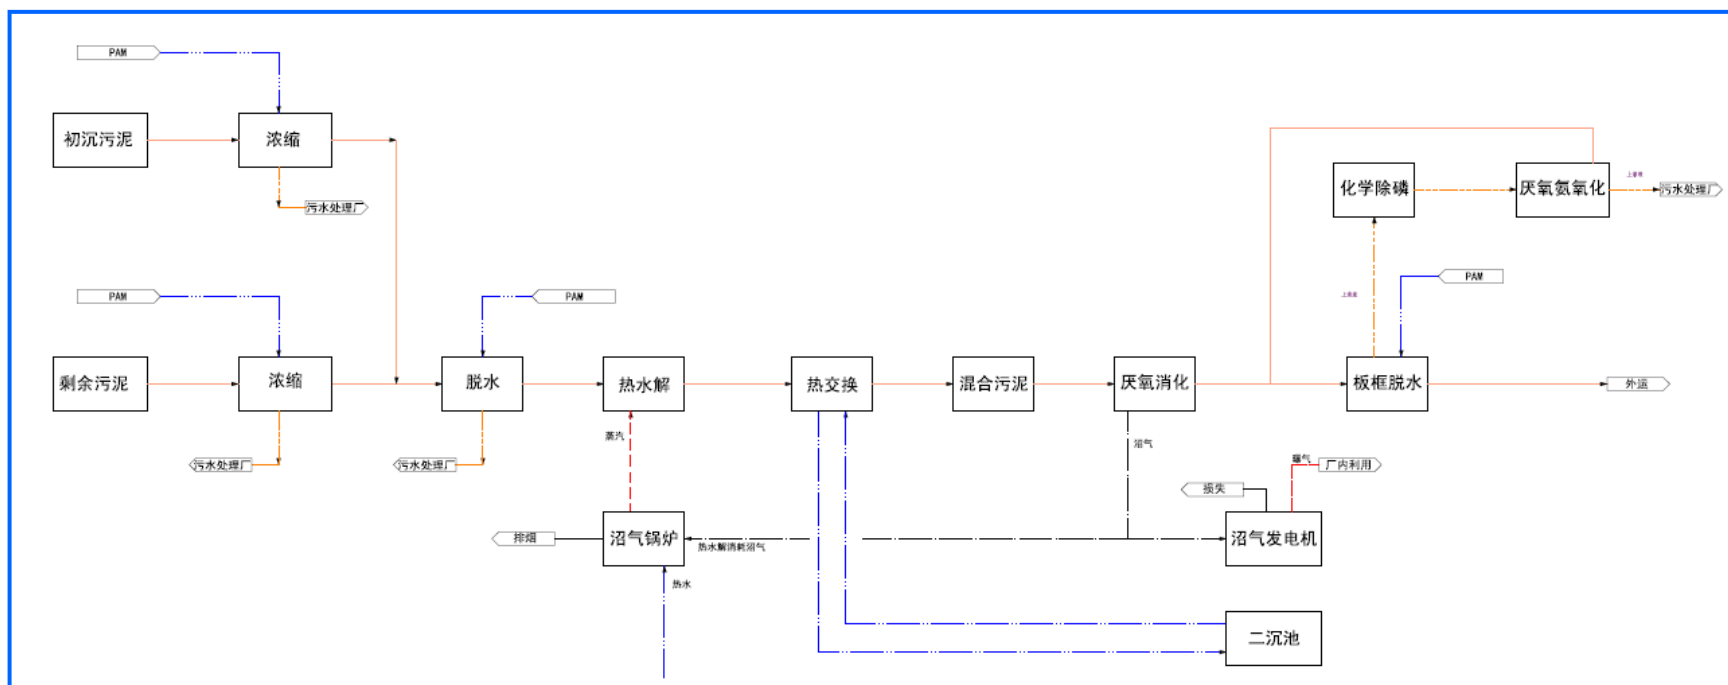 PAM
初沉污泥
浓缩
污水处理厂
化学除磷
厌氧氨氧化
污水处理厂
PAM
PAM
PAM
剩余污泥
浓缩
脱水
热水解
热交换
混合污泥
厌氧消化
板框脱水
外运
污水处理厂
污水处理厂
蒸汽
沼气
厂内利用
损失
排烟
沼气锅炉
热水解消耗沼气
沼气发电机
热水
二沉池